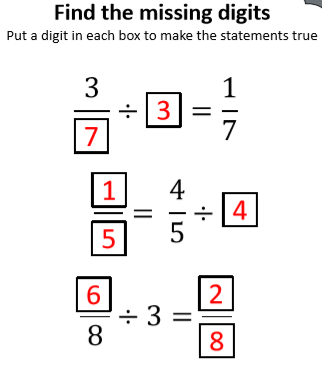 Find the missing digits
Put a digit in each box to make the statements true
3/7 ÷ 3 = 1/7
1/5 = 4/5 ÷ 4
6/8 ÷ 3 = 2/8